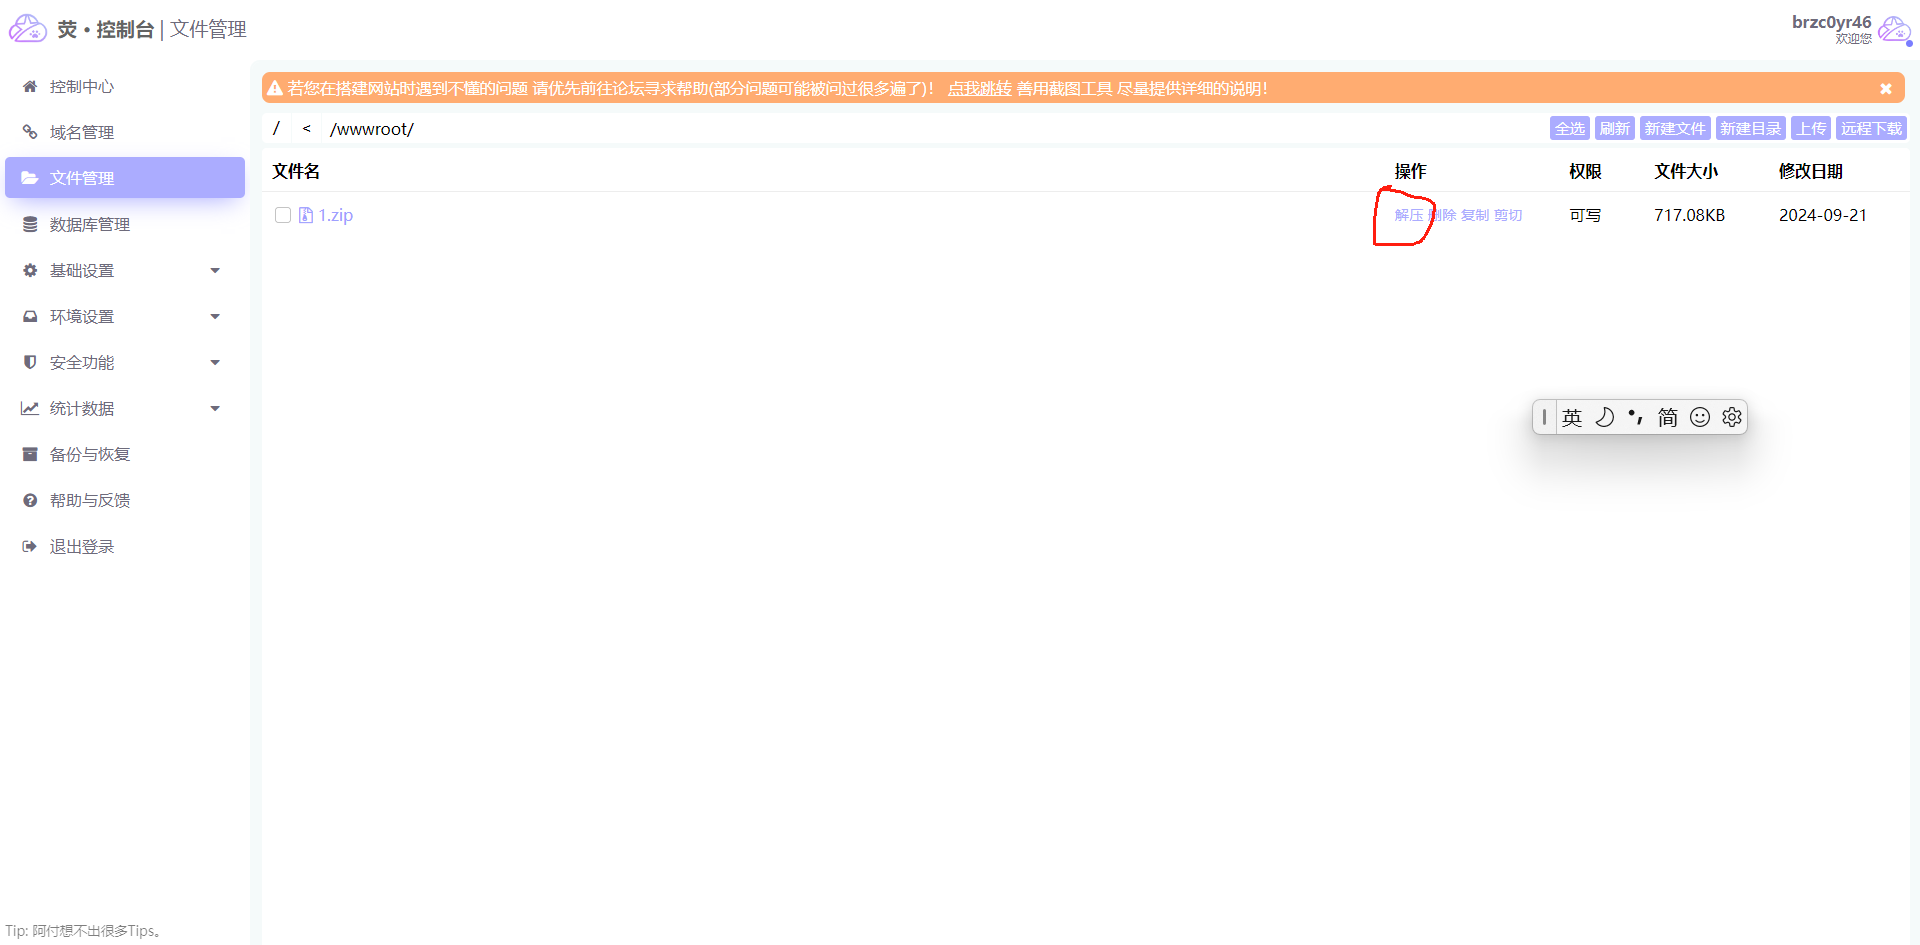 荧・控制台 | 文件管理
brzc0yr46
欢迎您
控制中心
域名管理
文件管理
数据库管理
基础设置
环境设置
安全功能
统计数据
备份与恢复
帮助与反馈
退出登录
Tip: 阿付想不出很多Tips。
若您在搭建网站时遇到不懂的问题 请优先前往论坛寻求帮助(部分问题可能被问过很多遍了)！ 点我跳转 善用截图工具 尽量提供详细的说明！
/ < /wwwroot/
全选 刷新 新建文件 新建目录 上传 远程下载
文件名 操作 权限 文件大小 修改日期
1.zip 解压 删除 复制 剪切 可写 717.08KB 2024-09-21
英 简